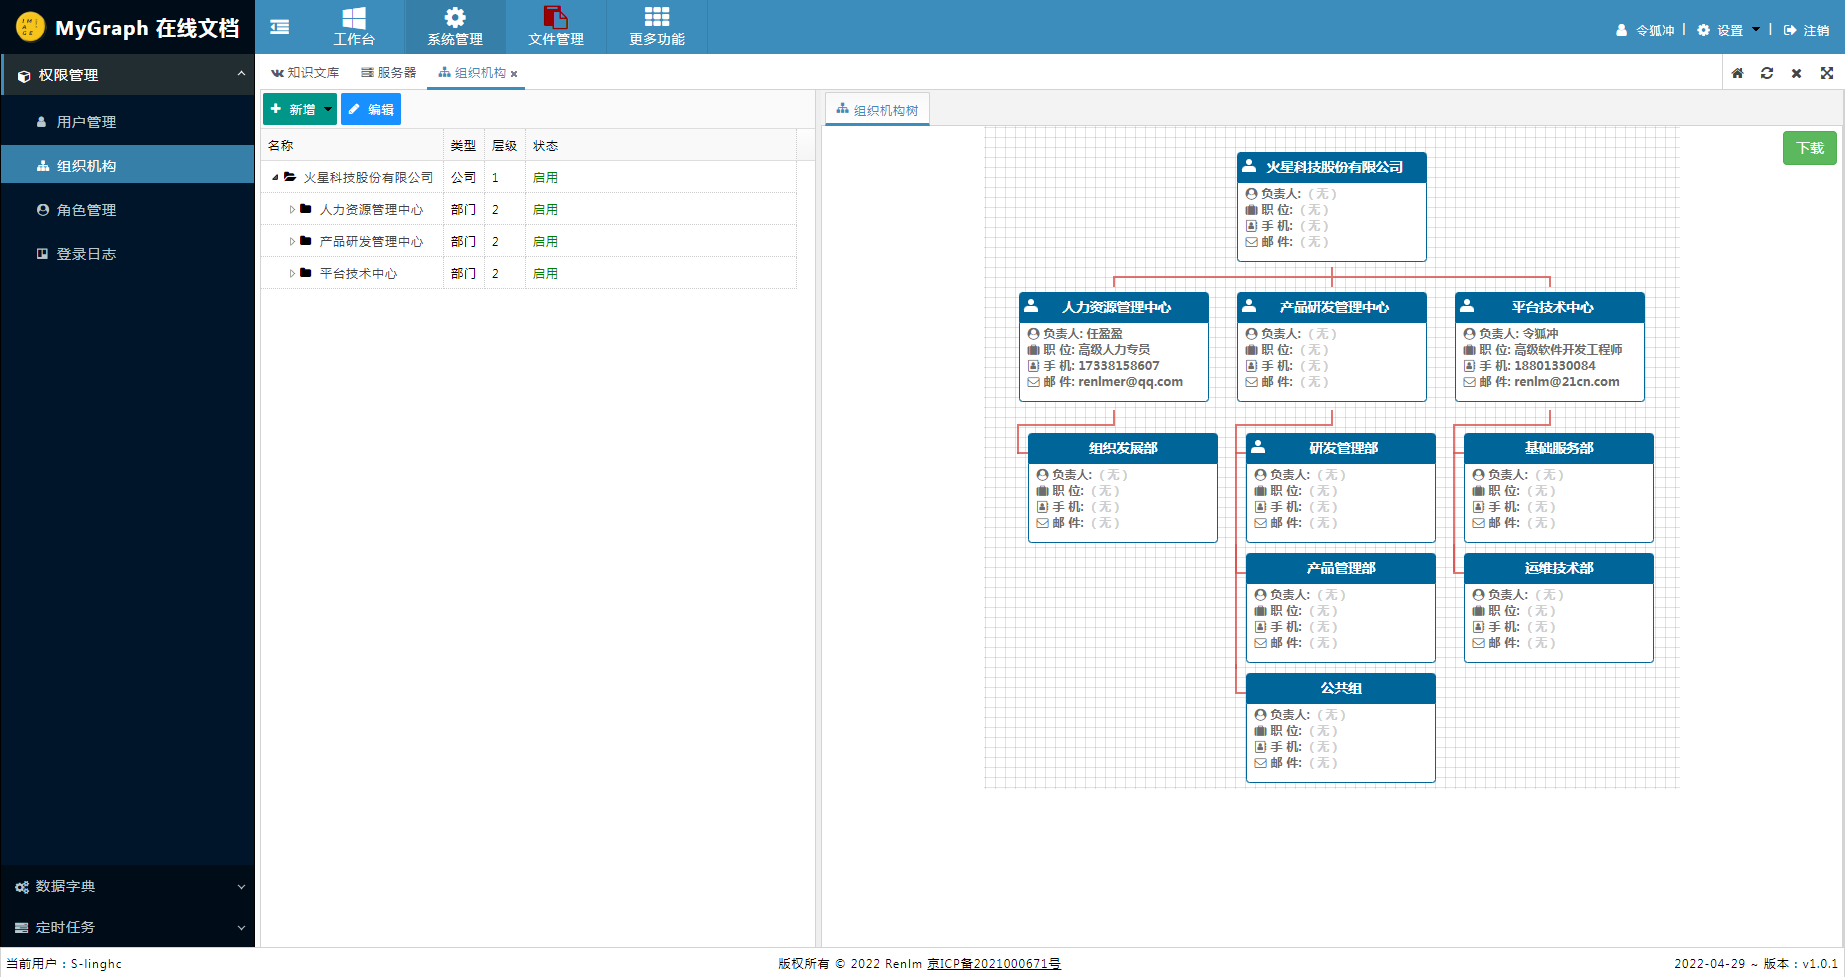 MyGraph 在线文档
工作台
系统管理
文件管理
更多功能
令狐冲 | 设置 | 注销
权限管理
用户管理
组织机构
角色管理
登录日志
数据字典
定时任务
知识文库
服务器
组织机构
新增
编辑
名称 类型 层级 状态
火星科技股份有限公司 公司 1 启用
人力资源管理中心 部门 2 启用
产品研发管理中心 部门 2 启用
平台技术中心 部门 2 启用
组织机构树
下载
火星科技股份有限公司
负责人: (无)
职 位: (无)
手 机: (无)
邮 件: (无)
人力资源管理中心
负责人: 任盈盈
职 位: 高级人力专员
手 机: 17338158607
邮 件: renlmer@qq.com
产品研发管理中心
负责人: (无)
职 位: (无)
手 机: (无)
邮 件: (无)
平台技术中心
负责人: 令狐冲
职 位: 高级软件开发工程师
手 机: 18801330084
邮 件: renlm@21cn.com
组织发展部
负责人: (无)
职 位: (无)
手 机: (无)
邮 件: (无)
研发管理部
负责人: (无)
职 位: (无)
手 机: (无)
邮 件: (无)
基础服务部
负责人: (无)
职 位: (无)
手 机: (无)
邮 件: (无)
产品管理部
负责人: (无)
职 位: (无)
手 机: (无)
邮 件: (无)
运维技术部
负责人: (无)
职 位: (无)
手 机: (无)
邮 件: (无)
公共组
负责人: (无)
职 位: (无)
手 机: (无)
邮 件: (无)
当前用户：S-linghc
版权所有 © 2022 Renlm 京ICP备2021000671号
2022-04-29 ~ 版本：v1.0.1